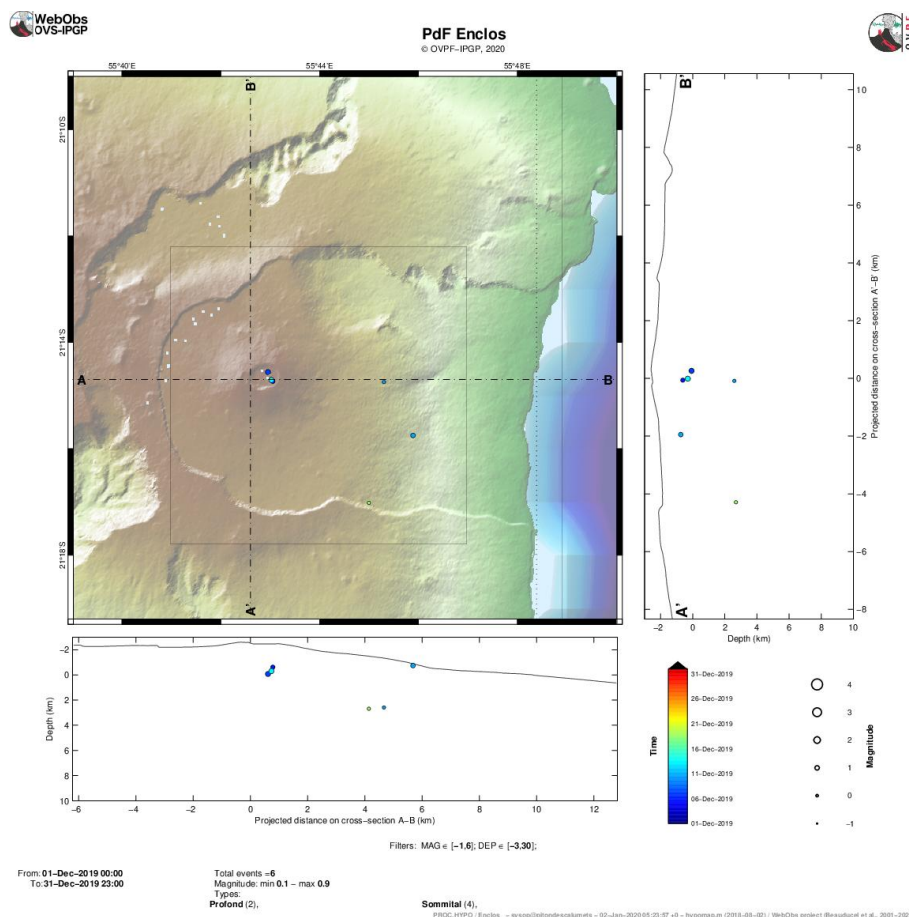 WebObs
OVS-IPGP
PdF Enclos
© OVPF-IPGP, 2020
55°40'E
55°44'E
55°48'E
21°10'S
21°14'S
21°18'S
B'
A
B
A'
B'
10
8
6
4
2
0
−2
−4
−6
−8
A'
−2 0 2 4 6 8 10
Depth (km)
Projected distance on cross−section A'−B' (km)
−2
0
2
4
6
8
10
Depth (km)
−6 −4 −2 0 2 4 6 8 10 12
Projected distance on cross−section A−B (km)
Time
31−Dec−2019
26−Dec−2019
21−Dec−2019
16−Dec−2019
11−Dec−2019
06−Dec−2019
01−Dec−2019
4
3
2
1
0
−1
Magnitude
Filters: MAG ∈ [−1,6]; DEP ∈ [−3,30];
From: 01−Dec−2019 00:00
To: 31−Dec−2019 23:00
Total events =6
Magnitude: min 0.1 − max 0.9
Types:
Profond (2), Sommital (4),